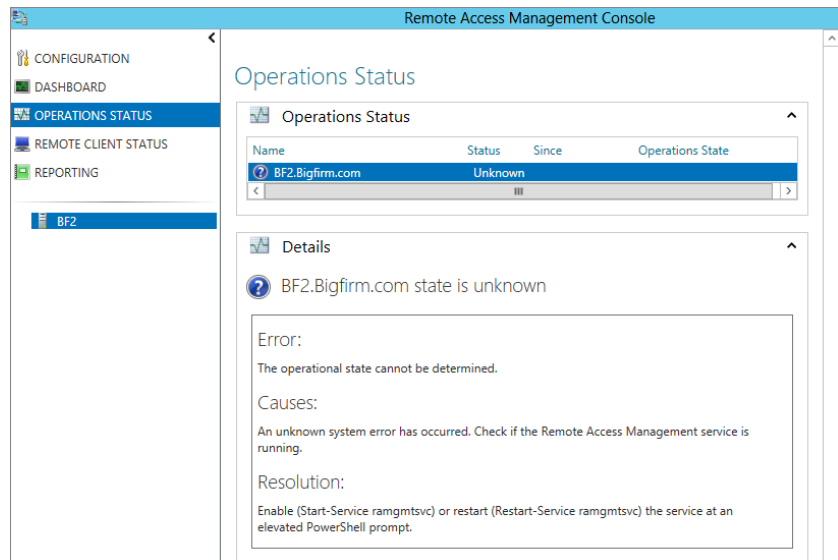 Remote Access Management Console
CONFIGURATION
DASHBOARD
OPERATIONS STATUS
REMOTE CLIENT STATUS
REPORTING
BF2
Operations Status
Operations Status
Name Status Since Operations State
BF2.Bigfirm.com Unknown
Details
BF2.Bigfirm.com state is unknown
Error:
The operational state cannot be determined.
Causes:
An unknown system error has occurred. Check if the Remote Access Management service is
running.
Resolution:
Enable (Start-Service ramgmtsvc) or restart (Restart-Service ramgmtsvc) the service at an
elevated PowerShell prompt.